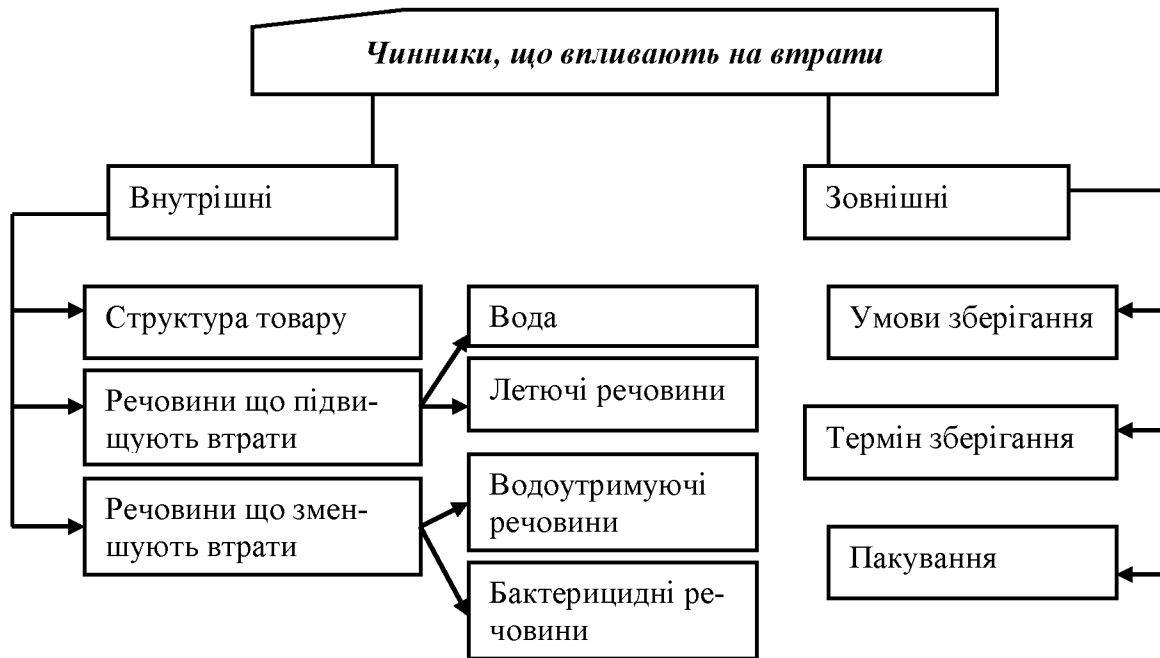 Чинники, що впливають на втрати
Внутрішні
Зовнішні
Структура товару
Речовини що підви-
щують втрати
Речовини що змен-
шують втрати
Вода
Летючі речовини
Водоутримуючі
речовини
Бактерицидні ре-
човини
Умови зберігання
Термін зберігання
Пакування